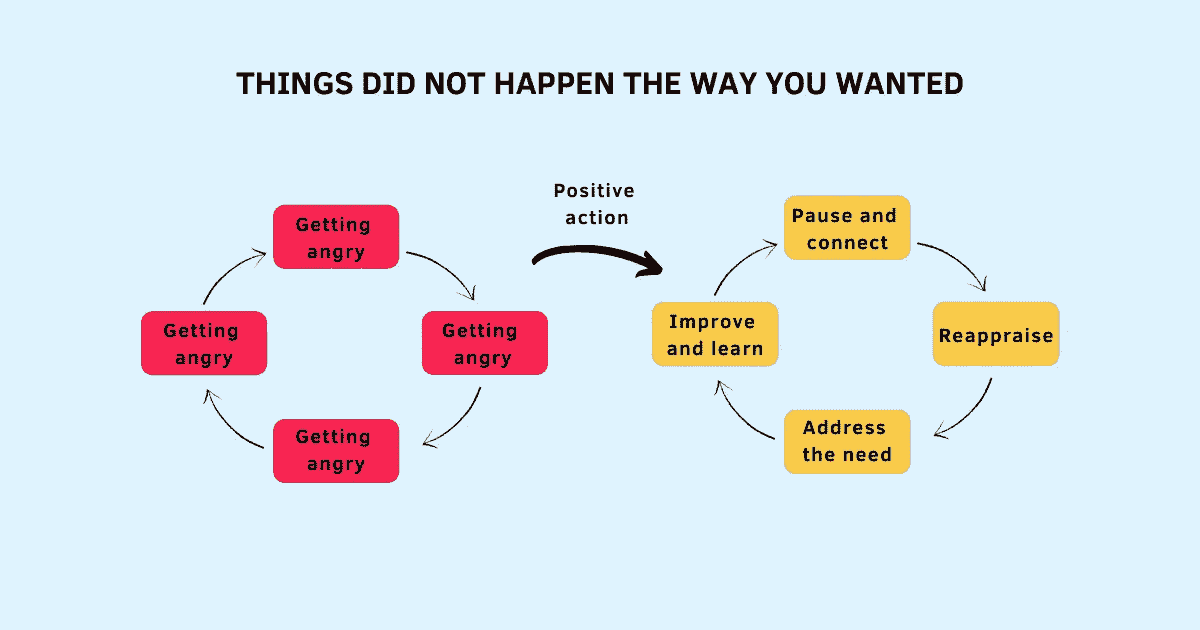 THINGS DID NOT HAPPEN THE WAY YOU WANTED
Positive
action
Getting
angry
Getting
angry
Getting
angry
Getting
angry
Pause and
connect
Reappraise
Address
the need
Improve
and learn